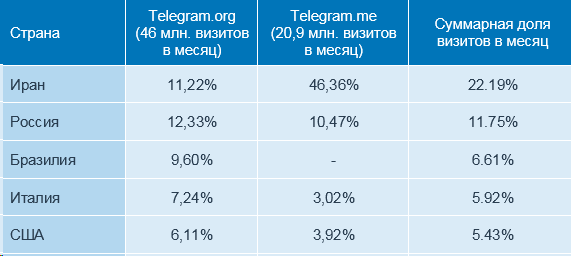 Страна
Telegram.org
(46 млн. визитов
в месяц)
Telegram.me
(20,9 млн. визитов
в месяц)
Суммарная доля
визитов в месяц
Иран 11,22% 46,36% 22.19%
Россия 12,33% 10,47% 11.75%
Бразилия 9,60% - 6.61%
Италия 7,24% 3,02% 5.92%
США 6,11% 3,92% 5.43%